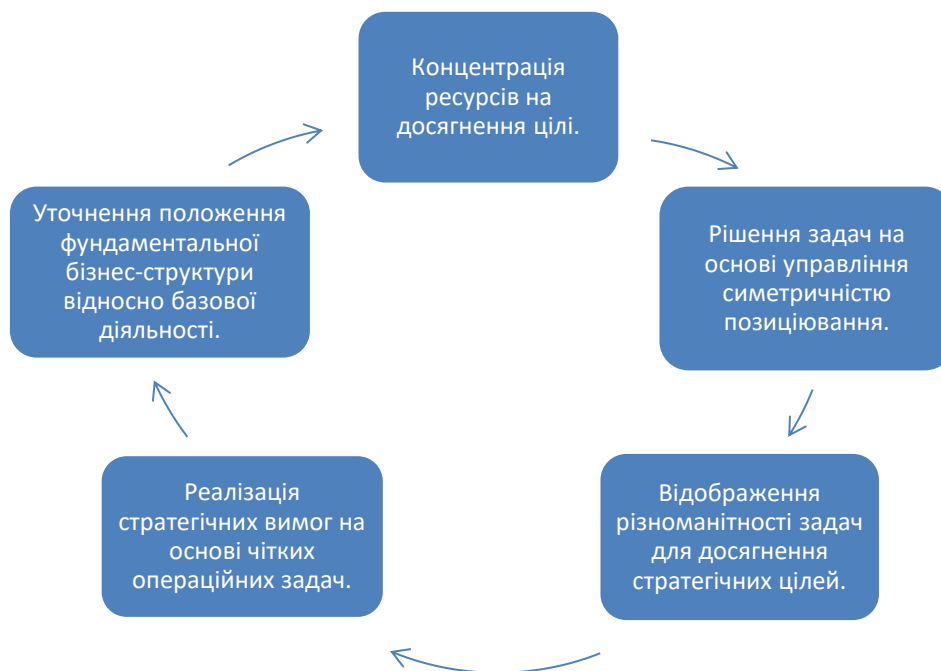 Концентрація
ресурсів на
досягнення цілі.
Рішення задач на
основі управління
симетричністю
позиціювання.
Відображення
різноманітності задач
для досягнення
стратегічних цілей.
Реалізація
стратегічних вимог на
основі чітких
операційних задач.
Уточнення положення
фундаментальної
бізнес-структури
відносно базової
діяльності.